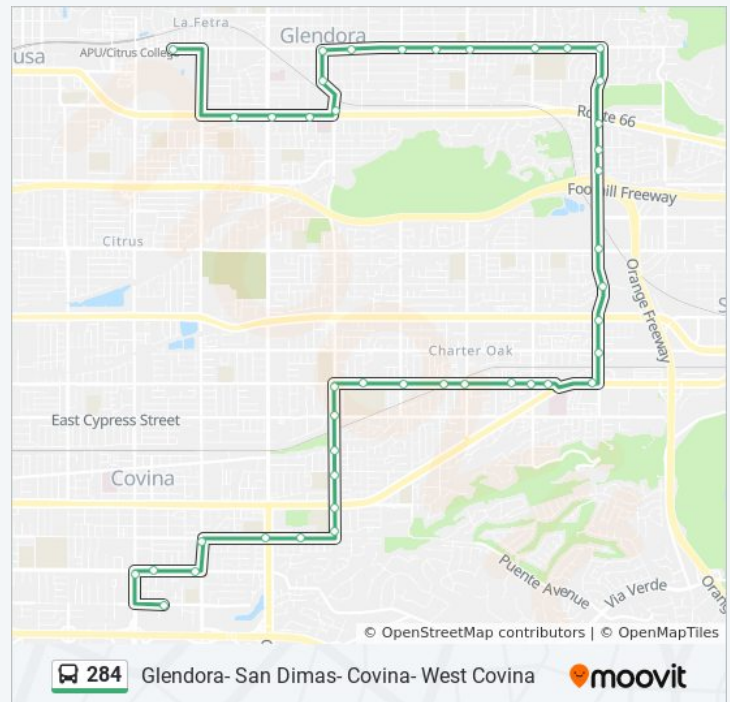 La Fetra
Glendora
usa
APU/Citrus College
Route 66
Foothill Freeway
Citrus
Orange Freeway
S
Charter Oak
East Cypress Street
Covina
Puente Avenue
Via Verde
Orang
© OpenStreetMap contributors | © OpenMapTiles
284 Glendora- San Dimas- Covina- West Covina
moovit